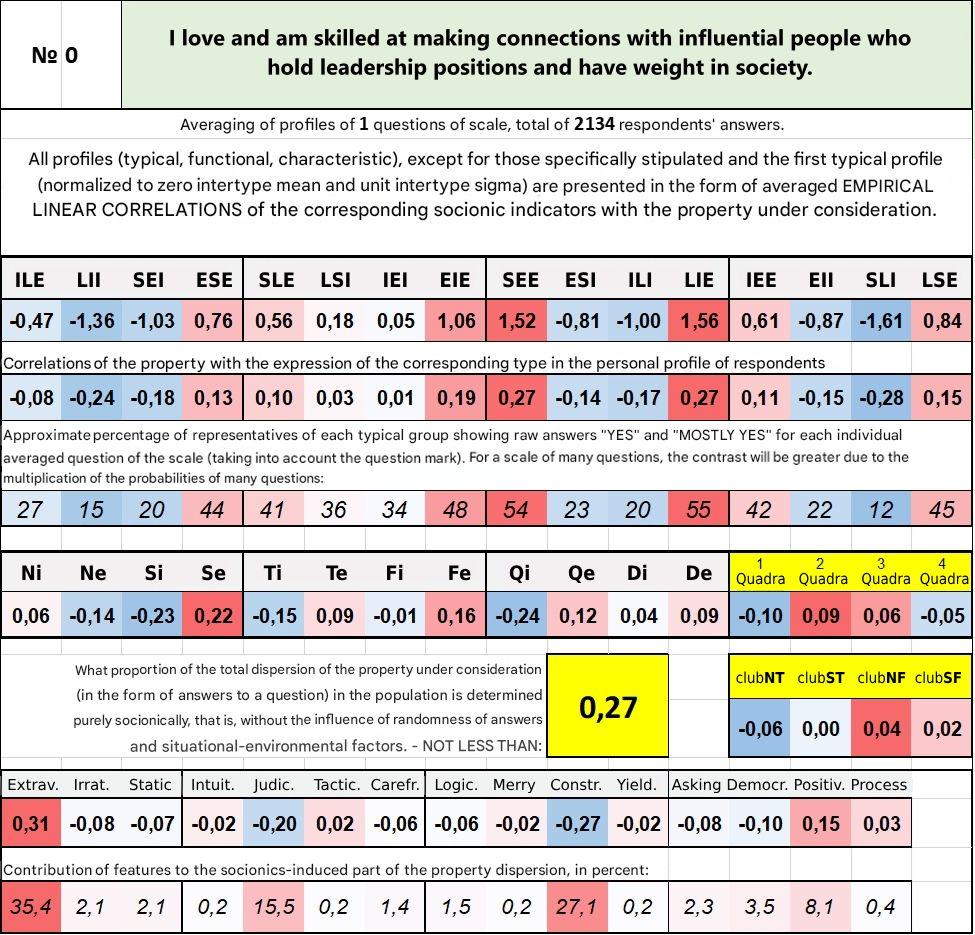 № 0
I love and am skilled at making connections with influential people who
hold leadership positions and have weight in society.
Averaging of profiles of 1 questions of scale, total of 2134 respondents' answers.
All profiles (typical, functional, characteristic), except for those specifically stipulated and the first typical profile
(normalized to zero intertype mean and unit intertype sigma) are presented in the form of averaged EMPIRICAL
LINEAR CORRELATIONS of the corresponding socionic indicators with the property under consideration.
ILE LII SEI ESE SLE LSI IEI EIE SEE ESI ILI LIE IEE EII SLI LSE
-0,47 -1,36 -1,03 0,76 0,56 0,18 0,05 1,06 1,52 -0,81 -1,00 1,56 0,61 -0,87 -1,61 0,84
Correlations of the property with the expression of the corresponding type in the personal profile of respondents
-0,08 -0,24 -0,18 0,13 0,10 0,03 0,01 0,19 0,27 -0,14 -0,17 0,27 0,11 -0,15 -0,28 0,15
Approximate percentage of representatives of each typical group showing raw answers "YES" and "MOSTLY YES" for each individual
averaged question of the scale (taking into account the question mark). For a scale of many questions, the contrast will be greater due to the
multiplication of the probabilities of many questions:
27 15 20 44 41 36 34 48 54 23 20 55 42 22 12 45
Ni Ne Si Se Ti Te Fi Fe Qi Qe Di De 1 Quadra 2 Quadra 3 Quadra 4 Quadra
0,06 -0,14 -0,23 0,22 -0,15 0,09 -0,01 0,16 -0,24 0,12 0,04 0,09 -0,10 0,09 0,06 -0,05
What proportion of the total dispersion of the property under consideration
(in the form of answers to a question) in the population is determined
purely socionically, that is, without the influence of randomness of answers
and situational-environmental factors. - NOT LESS THAN:
0,27
clubNT clubST clubNF clubSF
-0,06 0,00 0,04 0,02
Extrav. Irrat. Static Intuit. Judic. Tactic. Carefr. Logic. Merry Constr. Yield. Asking Democr. Positiv. Process
0,31 -0,08 -0,07 -0,02 -0,20 0,02 -0,06 -0,06 -0,02 -0,27 -0,02 -0,08 -0,10 0,15 0,03
Contribution of features to the socionics-induced part of the property dispersion, in percent:
35,4 2,1 2,1 0,2 15,5 0,2 1,4 1,5 0,2 27,1 0,2 2,3 3,5 8,1 0,4